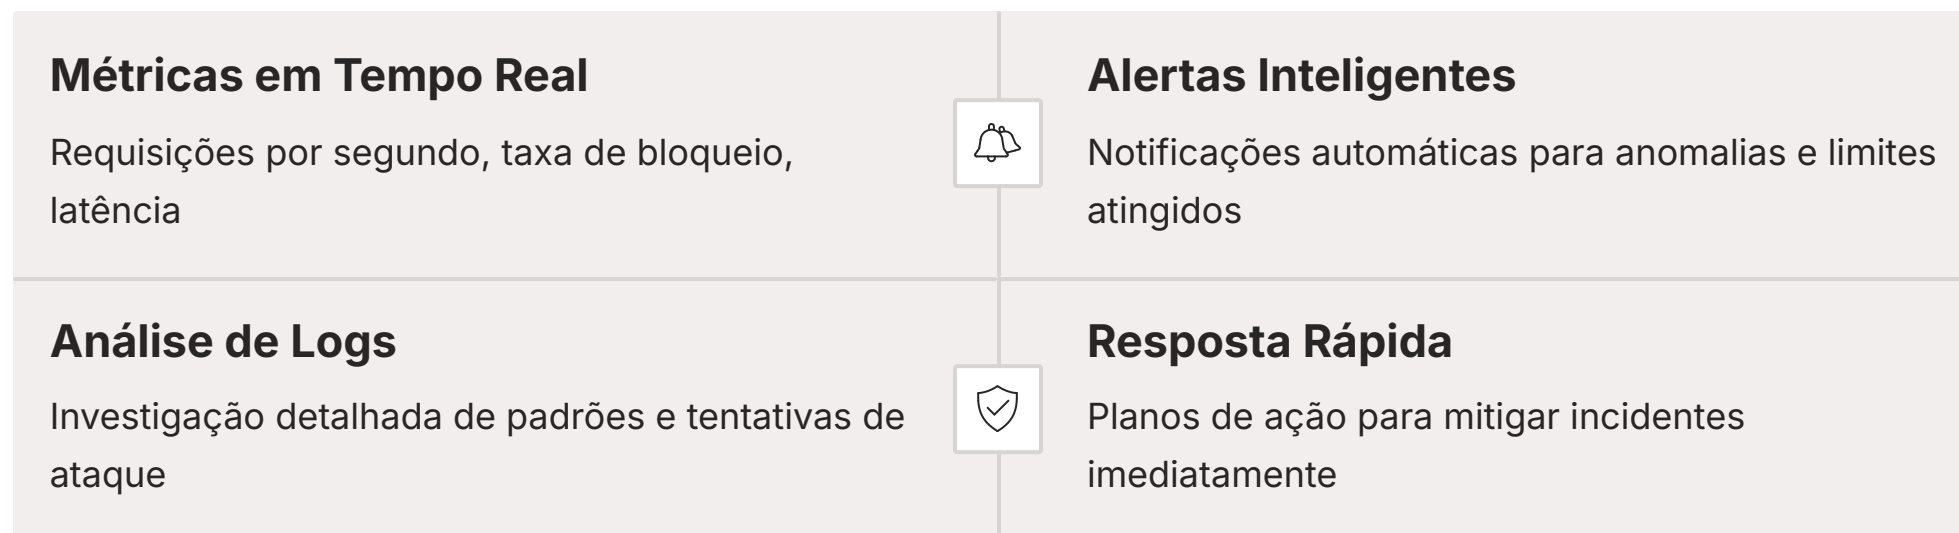 Métricas em Tempo Real
Requisições por segundo, taxa de bloqueio,
latência
Alertas Inteligentes
Notificações automáticas para anomalias e limites
atingidos
Análise de Logs
Investigação detalhada de padrões e tentativas de
ataque
Resposta Rápida
Planos de ação para mitigar incidentes
imediatamente